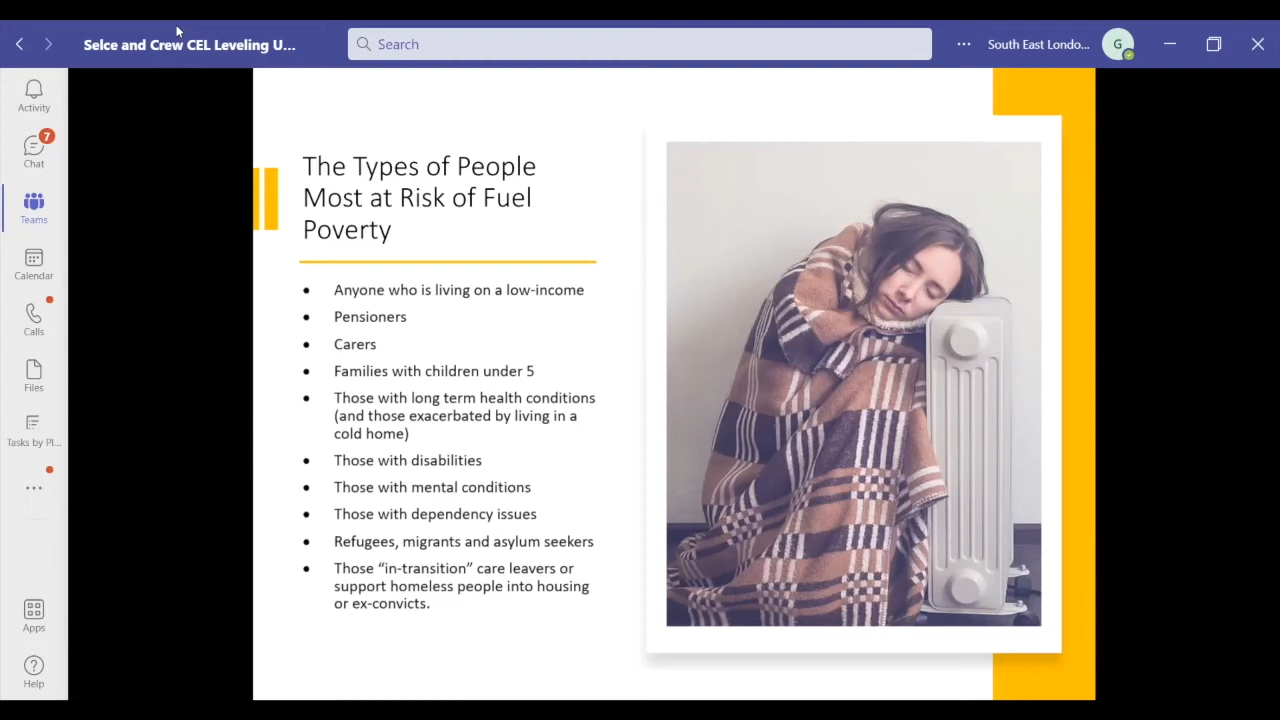 Selce and Crew CEL Leveling U...
Search
South East Londo...
G
Activity
7
Chat
Teams
Calendar
Calls
Files
Tasks by Pl...
Apps
Help
The Types of People
Most at Risk of Fuel
Poverty
• Anyone who is living on a low-income
• Pensioners
• Carers
• Families with children under 5
• Those with long term health conditions
(and those exacerbated by living in a
cold home)
• Those with disabilities
• Those with mental conditions
• Those with dependency issues
• Refugees, migrants and asylum seekers
• Those “in-transition” care leavers or
support homeless people into housing
or ex-convicts.